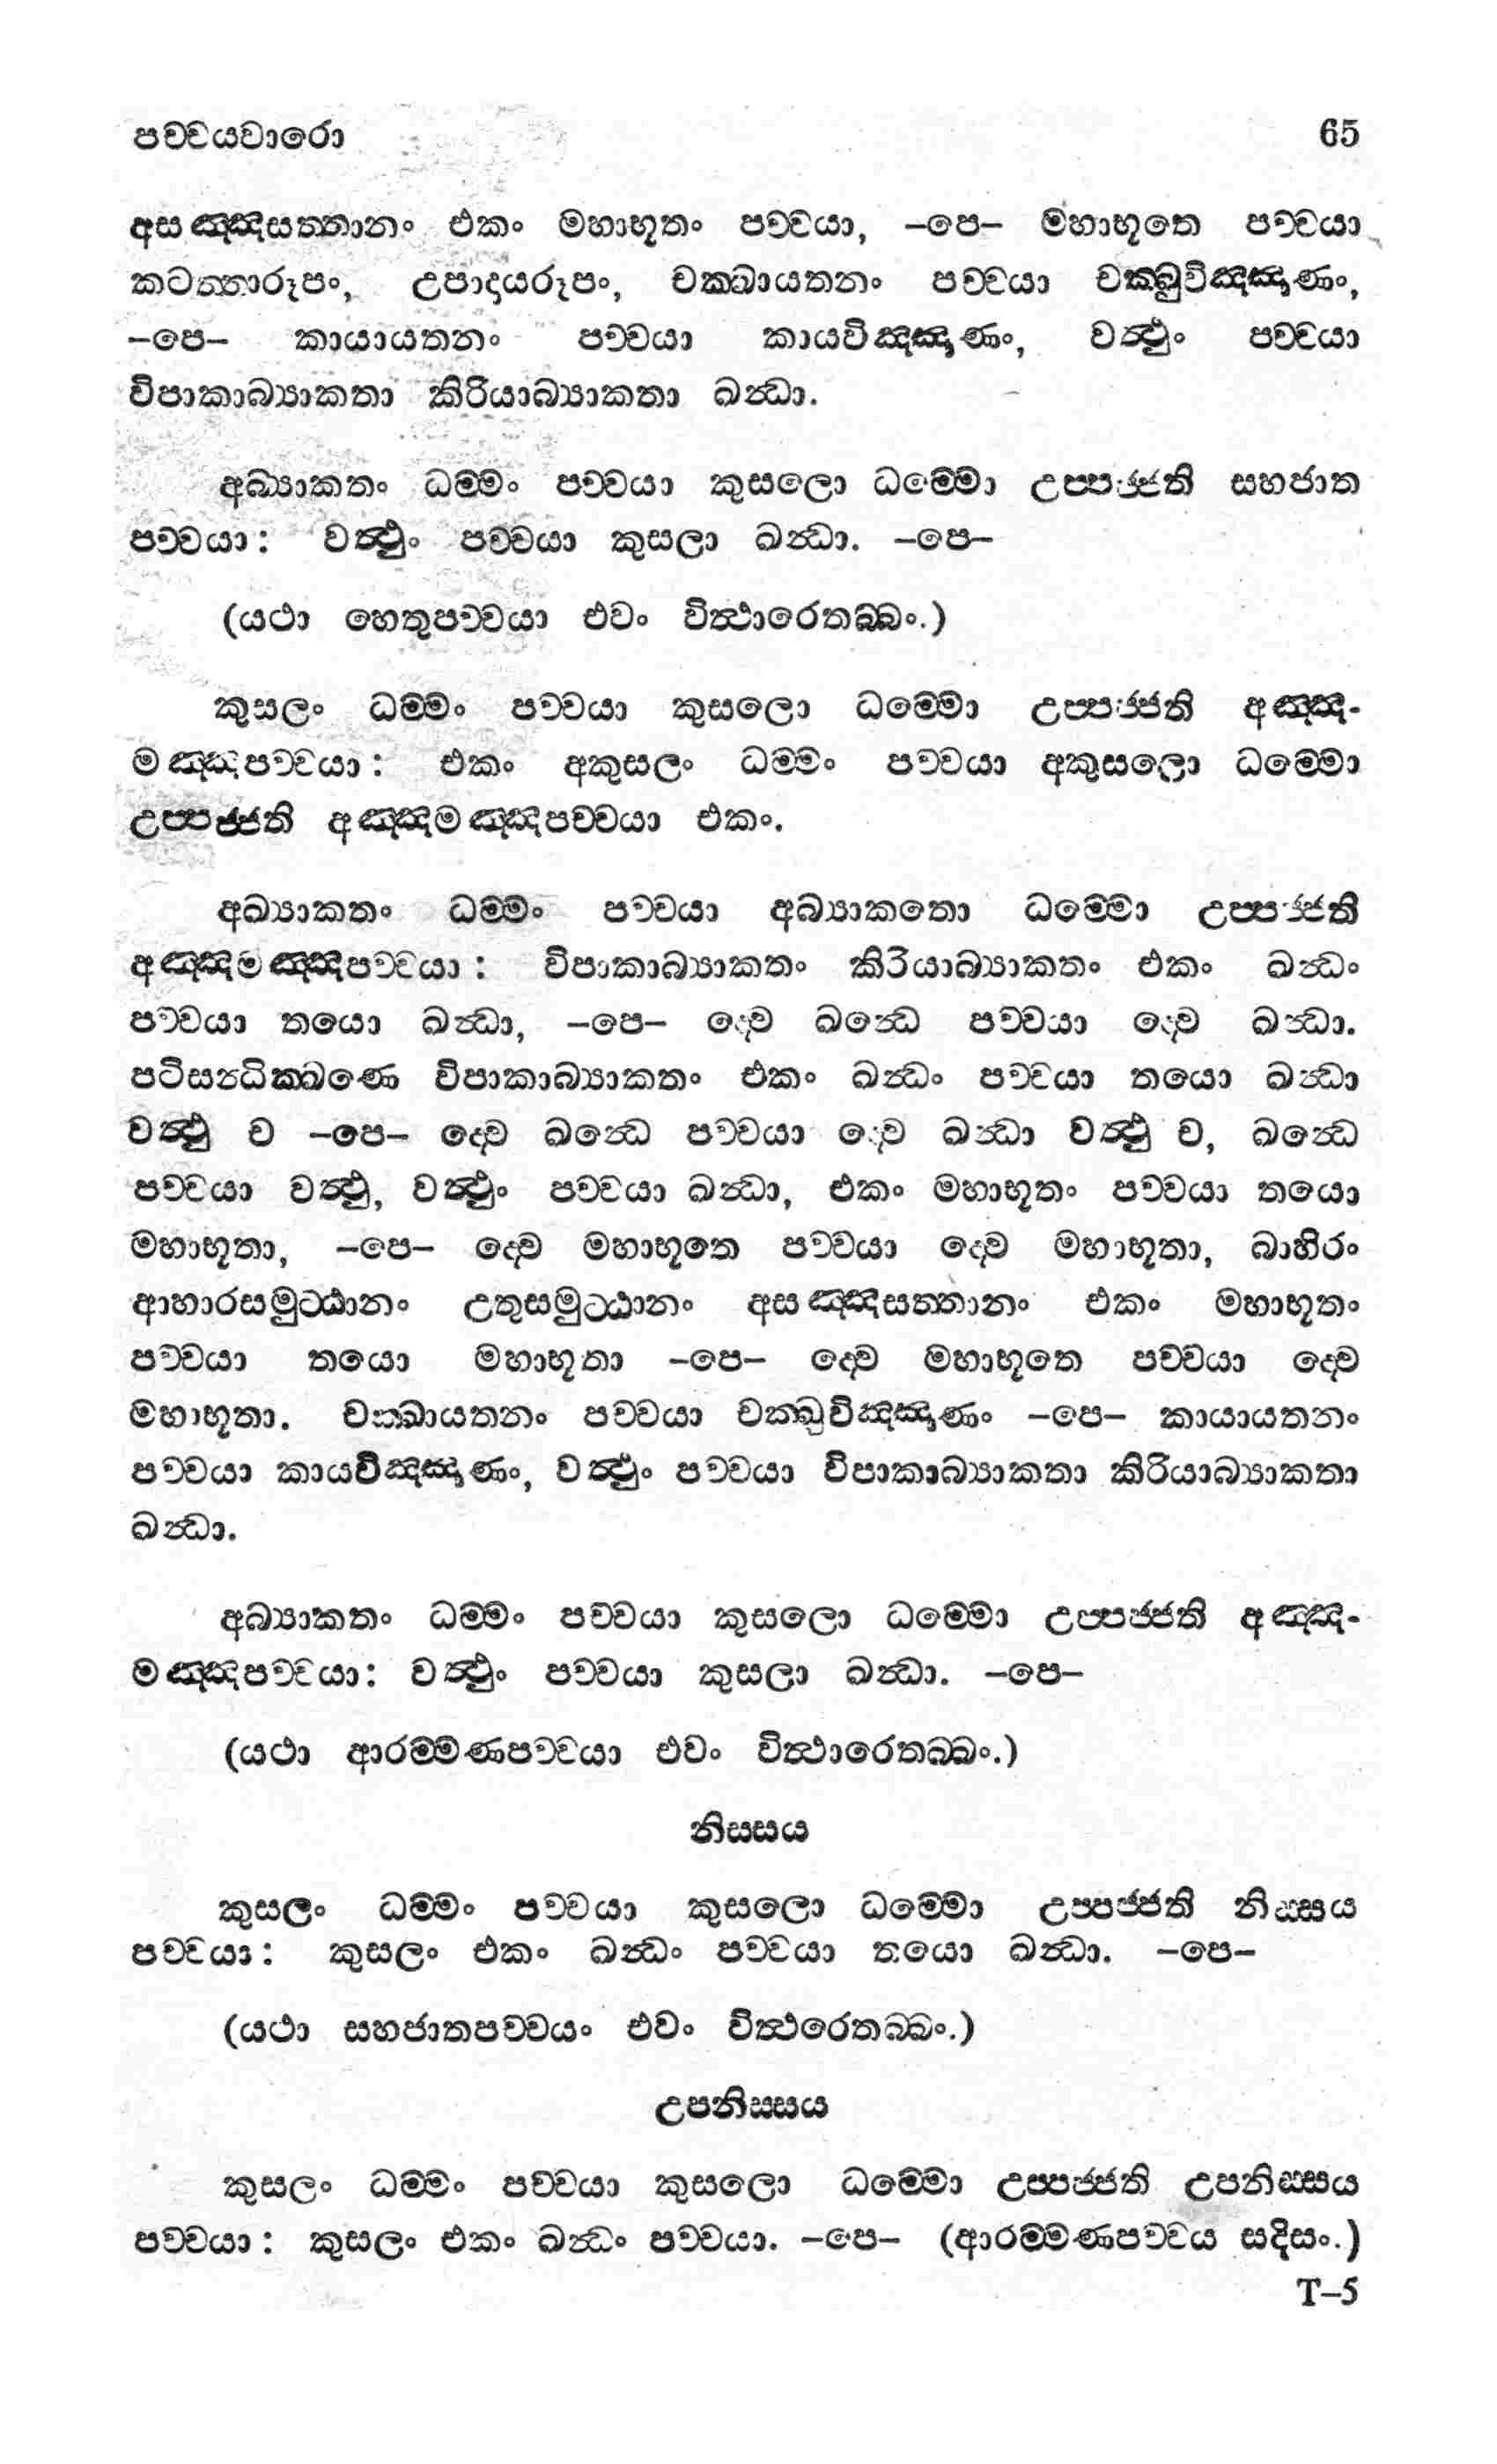 පච්චයවාරො 65
අසඤ්ඤසත්තානං එකං මහාභූතං පච්චයා, –පෙ– මහාභූතෙ පච්චයා
කටත්තාරූපං, උපාදායරූපං, චක්ඛායතනං පච්චයා චක්ඛුවිඤ්ඤාණං,
–පෙ– කායායතනං පච්චයා කායවිඤ්ඤාණං, වත්ථුං පච්චයා
විපාකාබ්‍යාකතා කිරියාබ්‍යාකතා ඛන්ධා.
අබ්‍යාකතං ධම්මං පච්චයා කුසලො ධම්මො උප්පජ්ජති සහජාත
පච්චයා: වත්ථුං පච්චයා කුසලා ඛන්ධා. –පෙ–
(යථා හෙතුපච්චයා එවං විත්ථාරෙතබ්බං.)
කුසලං ධම්මං පච්චයා කුසලො ධම්මො උප්පජ්ජති අඤ්ඤ-
මඤ්ඤපච්චයා: එකං අකුසලං ධම්මං පච්චයා අකුසලො ධම්මො
උප්පජ්ජති අඤ්ඤමඤ්ඤපච්චයා එකං.
අබ්‍යාකතං ධම්මං පච්චයා අබ්‍යාකතො ධම්මො උප්පජ්ජති
අඤ්ඤමඤ්ඤපච්චයා: විපාකාබ්‍යාකතං කිරියාබ්‍යාකතං එකං ඛන්ධං
පච්චයා තයො ඛන්ධා, –පෙ– ද්වෙ ඛන්ධෙ පච්චයා ද්වෙ ඛන්ධා.
පටිසන්ධික්ඛණෙ විපාකාබ්‍යාකතං එකං ඛන්ධං පච්චයා තයො ඛන්ධා
වත්ථු ච –පෙ– ද්වෙ ඛන්ධෙ පච්චයා ද්වෙ ඛන්ධා වත්ථු ච, ඛන්ධෙ
පච්චයා වත්ථු, වත්ථුං පච්චයා ඛන්ධා, එකං මහාභූතං පච්චයා තයො
මහාභූතා, –පෙ– ද්වෙ මහාභූතෙ පච්චයා ද්වෙ මහාභූතා, බාහිරං
ආහාරසමුට්ඨානං උතුසමුට්ඨානං අසඤ්ඤසත්තානං එකං මහාභූතං
පච්චයා තයො මහාභූතා –පෙ– ද්වෙ මහාභූතෙ පච්චයා ද්වෙ
මහාභූතා. චක්ඛායතනං පච්චයා චක්ඛුවිඤ්ඤාණං –පෙ– කායායතනං
පච්චයා කායවිඤ්ඤාණං, වත්ථුං පච්චයා විපාකාබ්‍යාකතා කිරියාබ්‍යාකතා
ඛන්ධා.
අබ්‍යාකතං ධම්මං පච්චයා කුසලො ධම්මො උප්පජ්ජති අඤ්ඤ-
මඤ්ඤපච්චයා: වත්ථුං පච්චයා කුසලා ඛන්ධා. –පෙ–
(යථා ආරම්මණපච්චයා එවං විත්ථාරෙතබ්බං.)
නිස්සය
කුසලං ධම්මං පච්චයා කුසලො ධම්මො උප්පජ්ජති නිස්සය
පච්චයා: කුසලං එකං ඛන්ධං පච්චයා තයො ඛන්ධා. –පෙ–
(යථා සහජාතපච්චයං එවං විත්ථරෙතබ්බං.)
උපනිස්සය
කුසලං ධම්මං පච්චයා කුසලො ධම්මො උප්පජ්ජති උපනිස්සය
පච්චයා: කුසලං එකං ඛන්ධං පච්චයා. –පෙ– (ආරම්මණපච්චය සදිසං.)
T–5